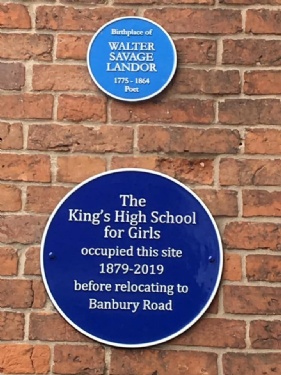 Birthplace of
WALTER
SAVAGE
LANDOR
1775 - 1864
Poet
The
King's High School
for Girls
occupied this site
1879-2019
before relocating to
Banbury Road